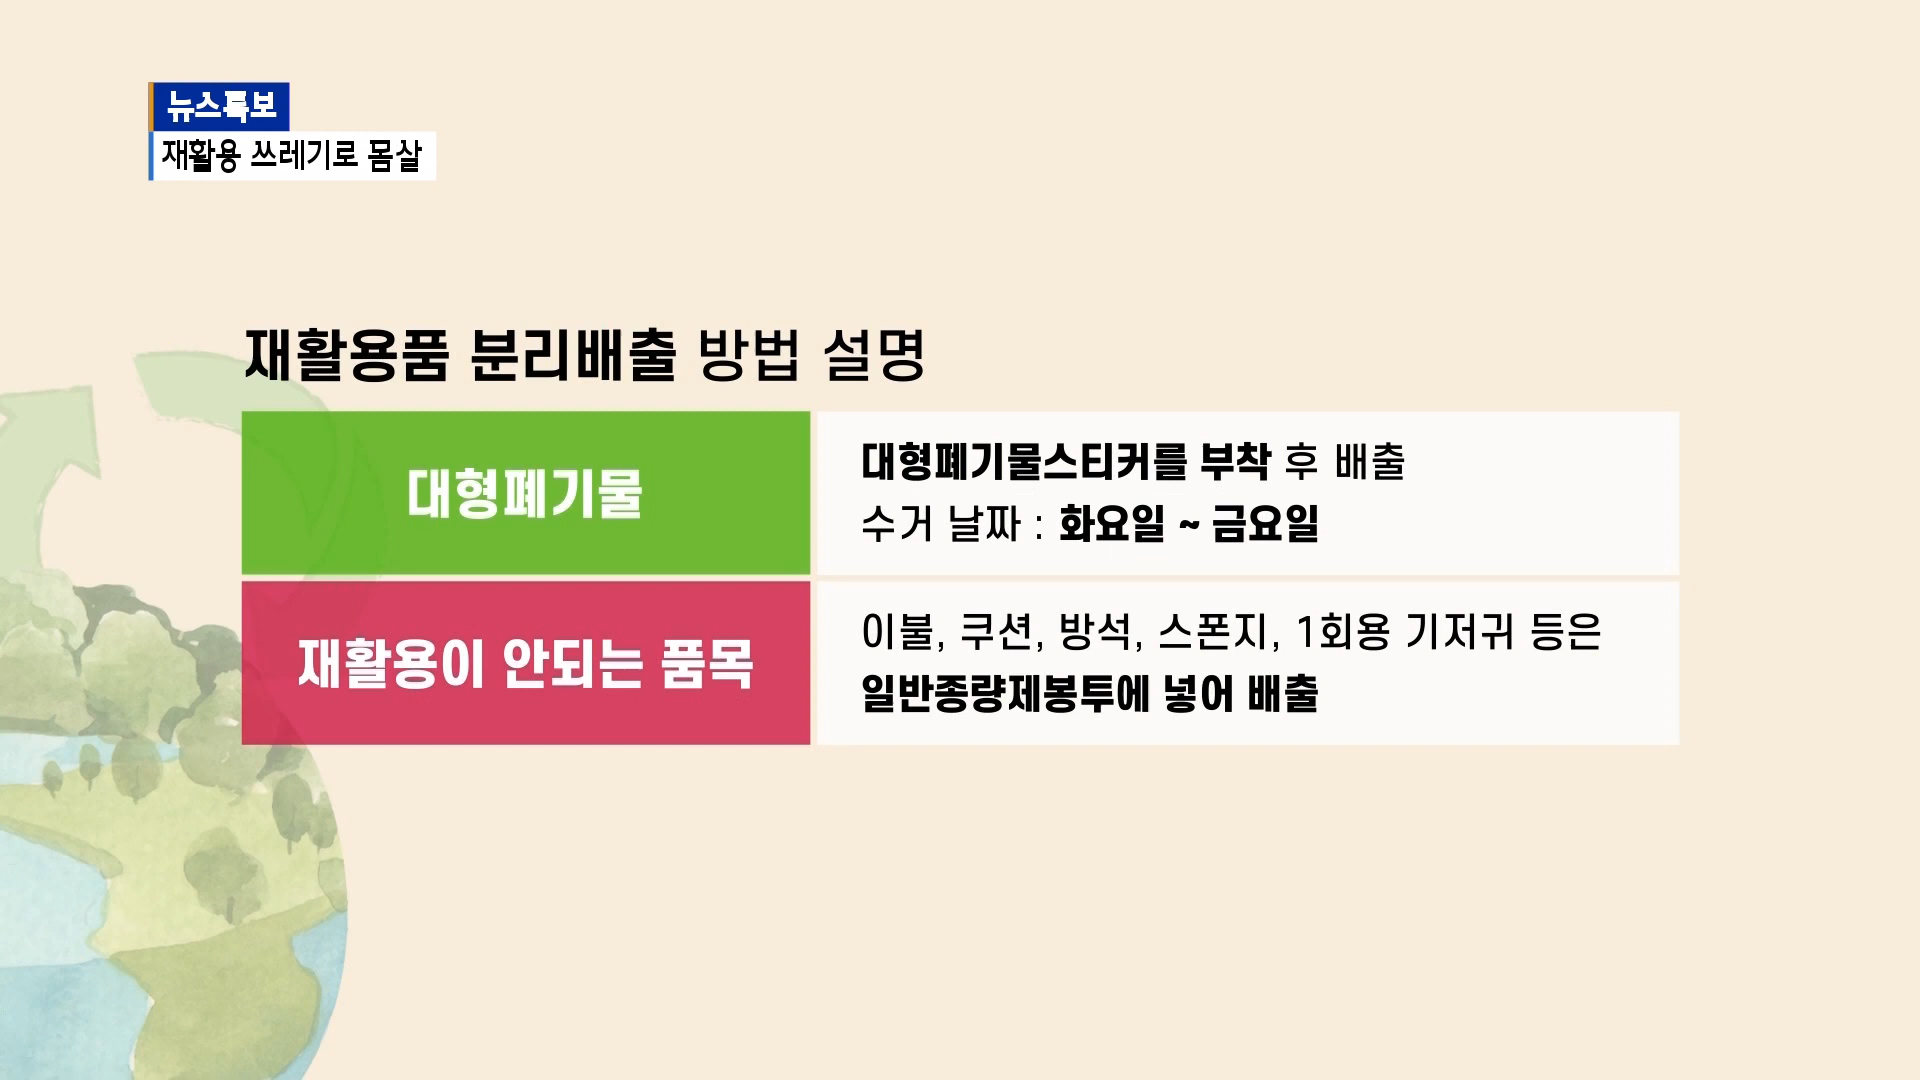 뉴스특보
재활용 쓰레기로 몸살
재활용품 분리배출 방법 설명
대형폐기물
대형폐기물스티커를 부착 후 배출
수거 날짜 : 화요일 ~ 금요일
재활용이 안되는 품목
이불, 쿠션, 방석, 스폰지, 1회용 기저귀 등은
일반종량제봉투에 넣어 배출